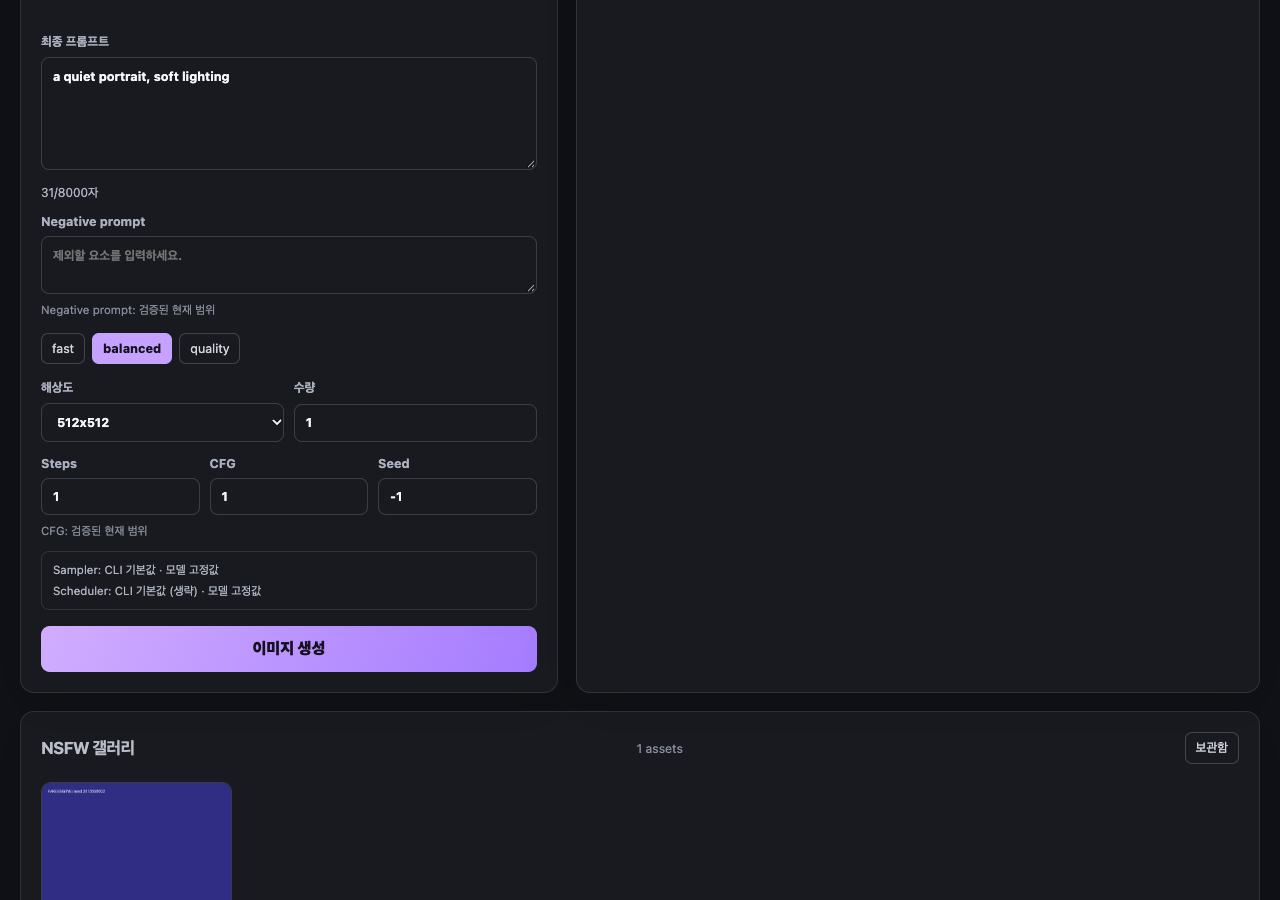 최종 프롬프트
a quiet portrait, soft lighting
31/8000자
Negative prompt
제외할 요소를 입력하세요.
Negative prompt: 검증된 현재 범위
fast
balanced
quality
해상도
수량
512x512
1
Steps
CFG
Seed
1
1
-1
CFG: 검증된 현재 범위
Sampler: CLI 기본값 · 모델 고정값
Scheduler: CLI 기본값 (생략) · 모델 고정값
이미지 생성
NSFW 갤러리
1 assets
보관함